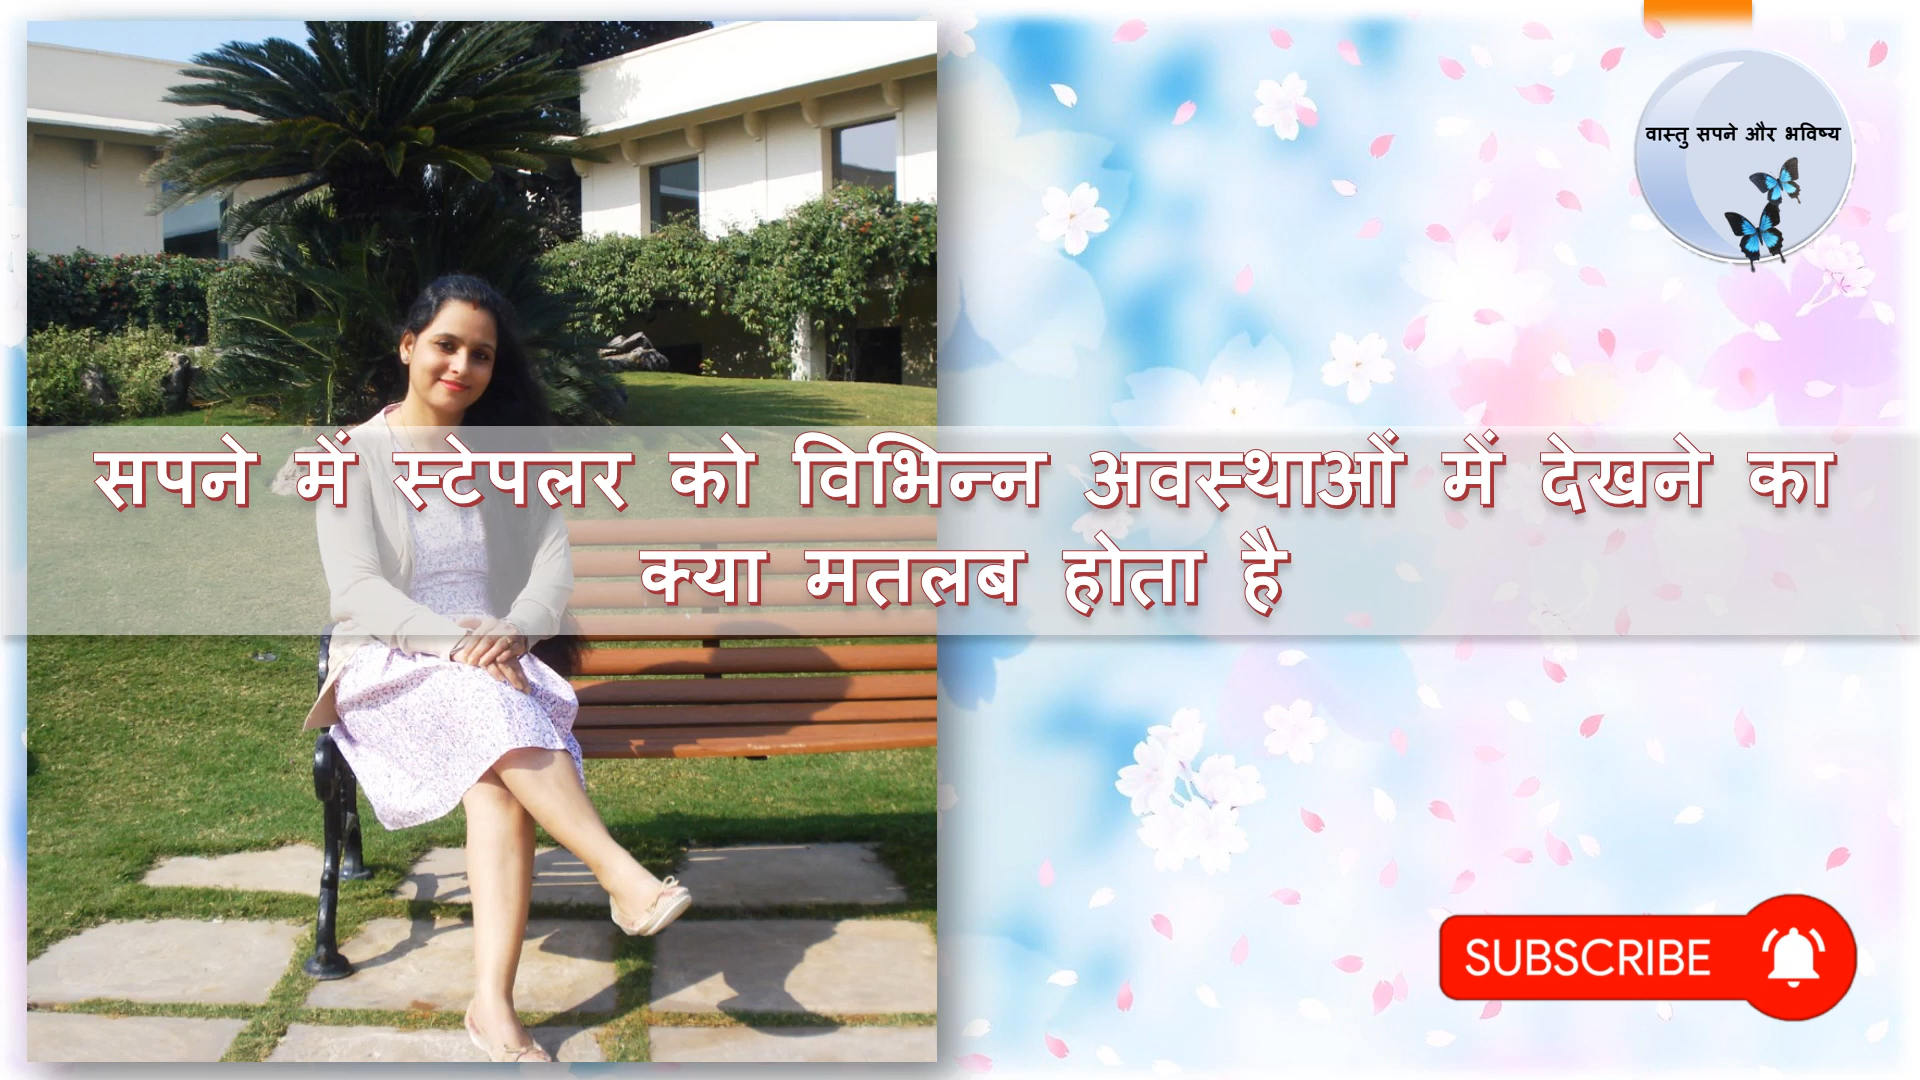 वास्तु सपने और भविष्य
सपने में स्टेपलर को विभिन्न अवस्थाओं में देखने का
क्या मतलब होता है
SUBSCRIBE